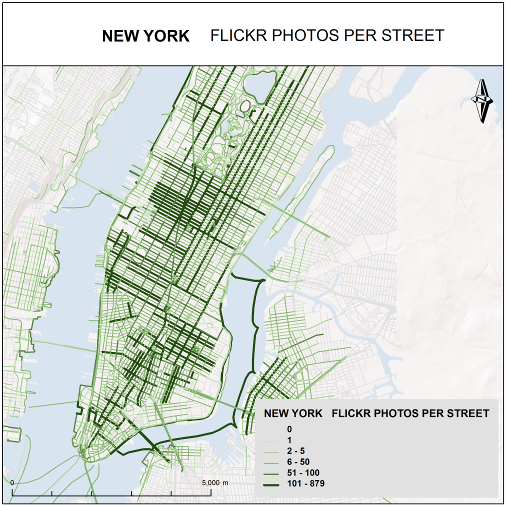 NEW YORK FLICKR PHOTOS PER STREET
NEW YORK FLICKR PHOTOS PER STREET
0
1
2 - 5
6 - 50
51 - 100
101 - 879
0 5,000 m